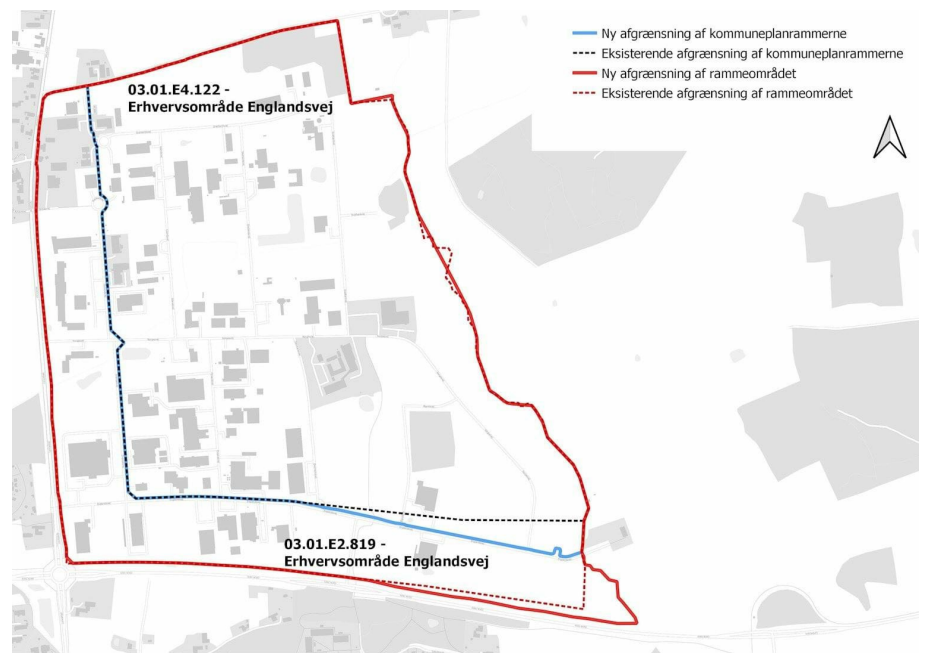 Ny afgrænsning af kommuneplanrammerne
Eksisterende afgrænsning af kommuneplanrammerne
Ny afgrænsning af rammeområdet
Eksisterende afgrænsning af rammeområdet
03.01.E4.122 -
Erhvervsområde Englandsvej
03.01.E2.819 -
Erhvervsområde Englandsvej